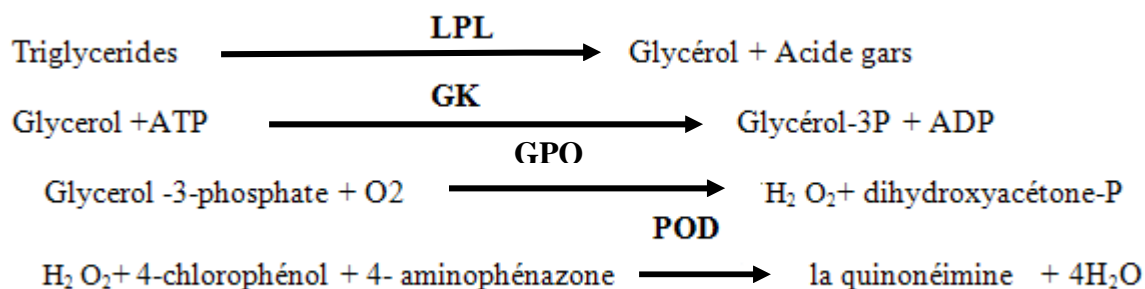 LPL
Triglycerides Glycérol + Acide gars
GK
Glycerol +ATP Glycérol-3P + ADP
GPO
Glycerol -3-phosphate + O2 H₂ O₂+ dihydroxyacétone-P
POD
H₂ O₂+ 4-chlorophénol + 4- aminophénazone la quinonéimine + 4H₂O